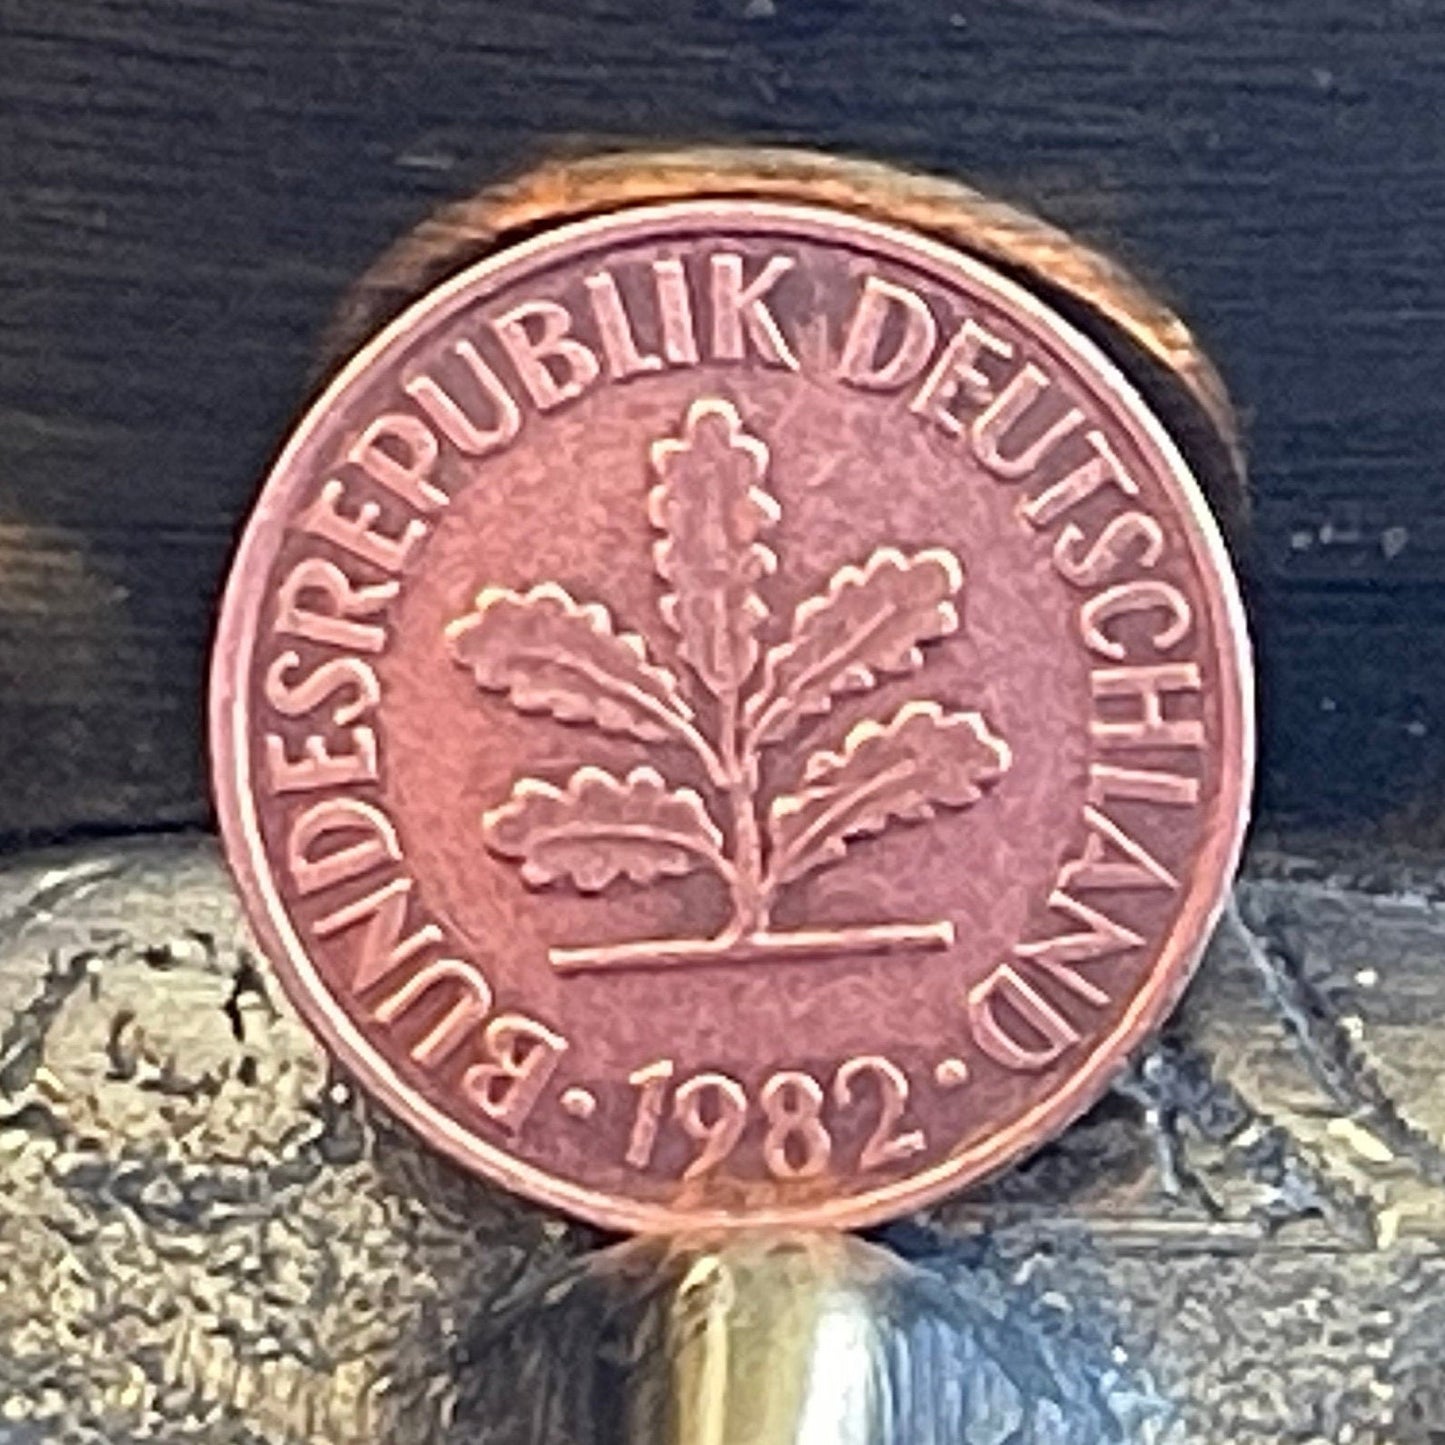 BUNDESREPUBLIK DEUTSCHLAND
· 1982 ·